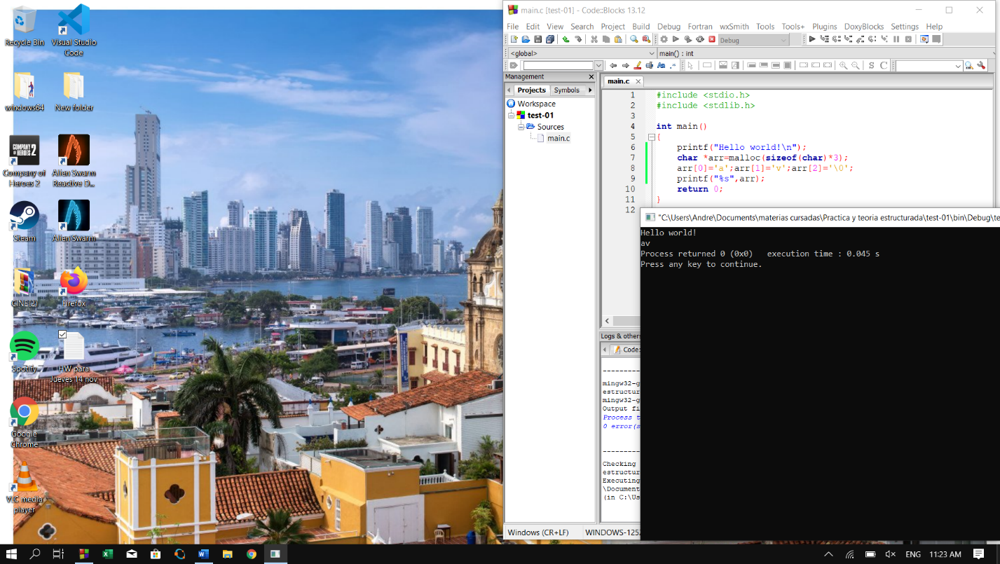 Recycle Bin
Visual Studio
Code
windows64
New folder
COMPANY
HEROES 2
Company of
Heroes 2
Alien Swarm
Reactive D...
Steam
Alien Swarm
CINE(2)
Firefox
Spotify
HW para
Jueves 14 nov
Google
Chrome
VLC media
player
main.c [test-01] - Code::Blocks 13.12
File Edit View Search Project Build Debug Fortran wxSmith Tools Tools+ Plugins DoxyBlocks Settings Help
Debug
<global>
main() : int
S C
Management
Projects Symbols
Workspace
test-01
Sources
main.c
main.c
1 #include <stdio.h>
2 #include <stdlib.h>
3
4 int main()
5 {
6 printf("Hello world!\n");
7 char *arr=malloc(sizeof(char)*3);
8 arr[0]='a';arr[1]='v';arr[2]='\0';
9 printf("%s",arr);
10 return 0;
11 }
12
"C:\Users\Andre\Documents\materias cursadas\Practica y teoria estructurada\test-01\bin\Debug\te
Hello world!
av
Process returned 0 (0x0) execution time : 0.045 s
Press any key to continue.
Logs & others
Code:
--------
mingw32-g
estructur
mingw32-g
Output fi
Process t
0 error(s
--------
Checking
estructur
Executing
\Document
(in C:\Us
Windows (CR+LF)
WINDOWS-1252
ENG
11:23 AM